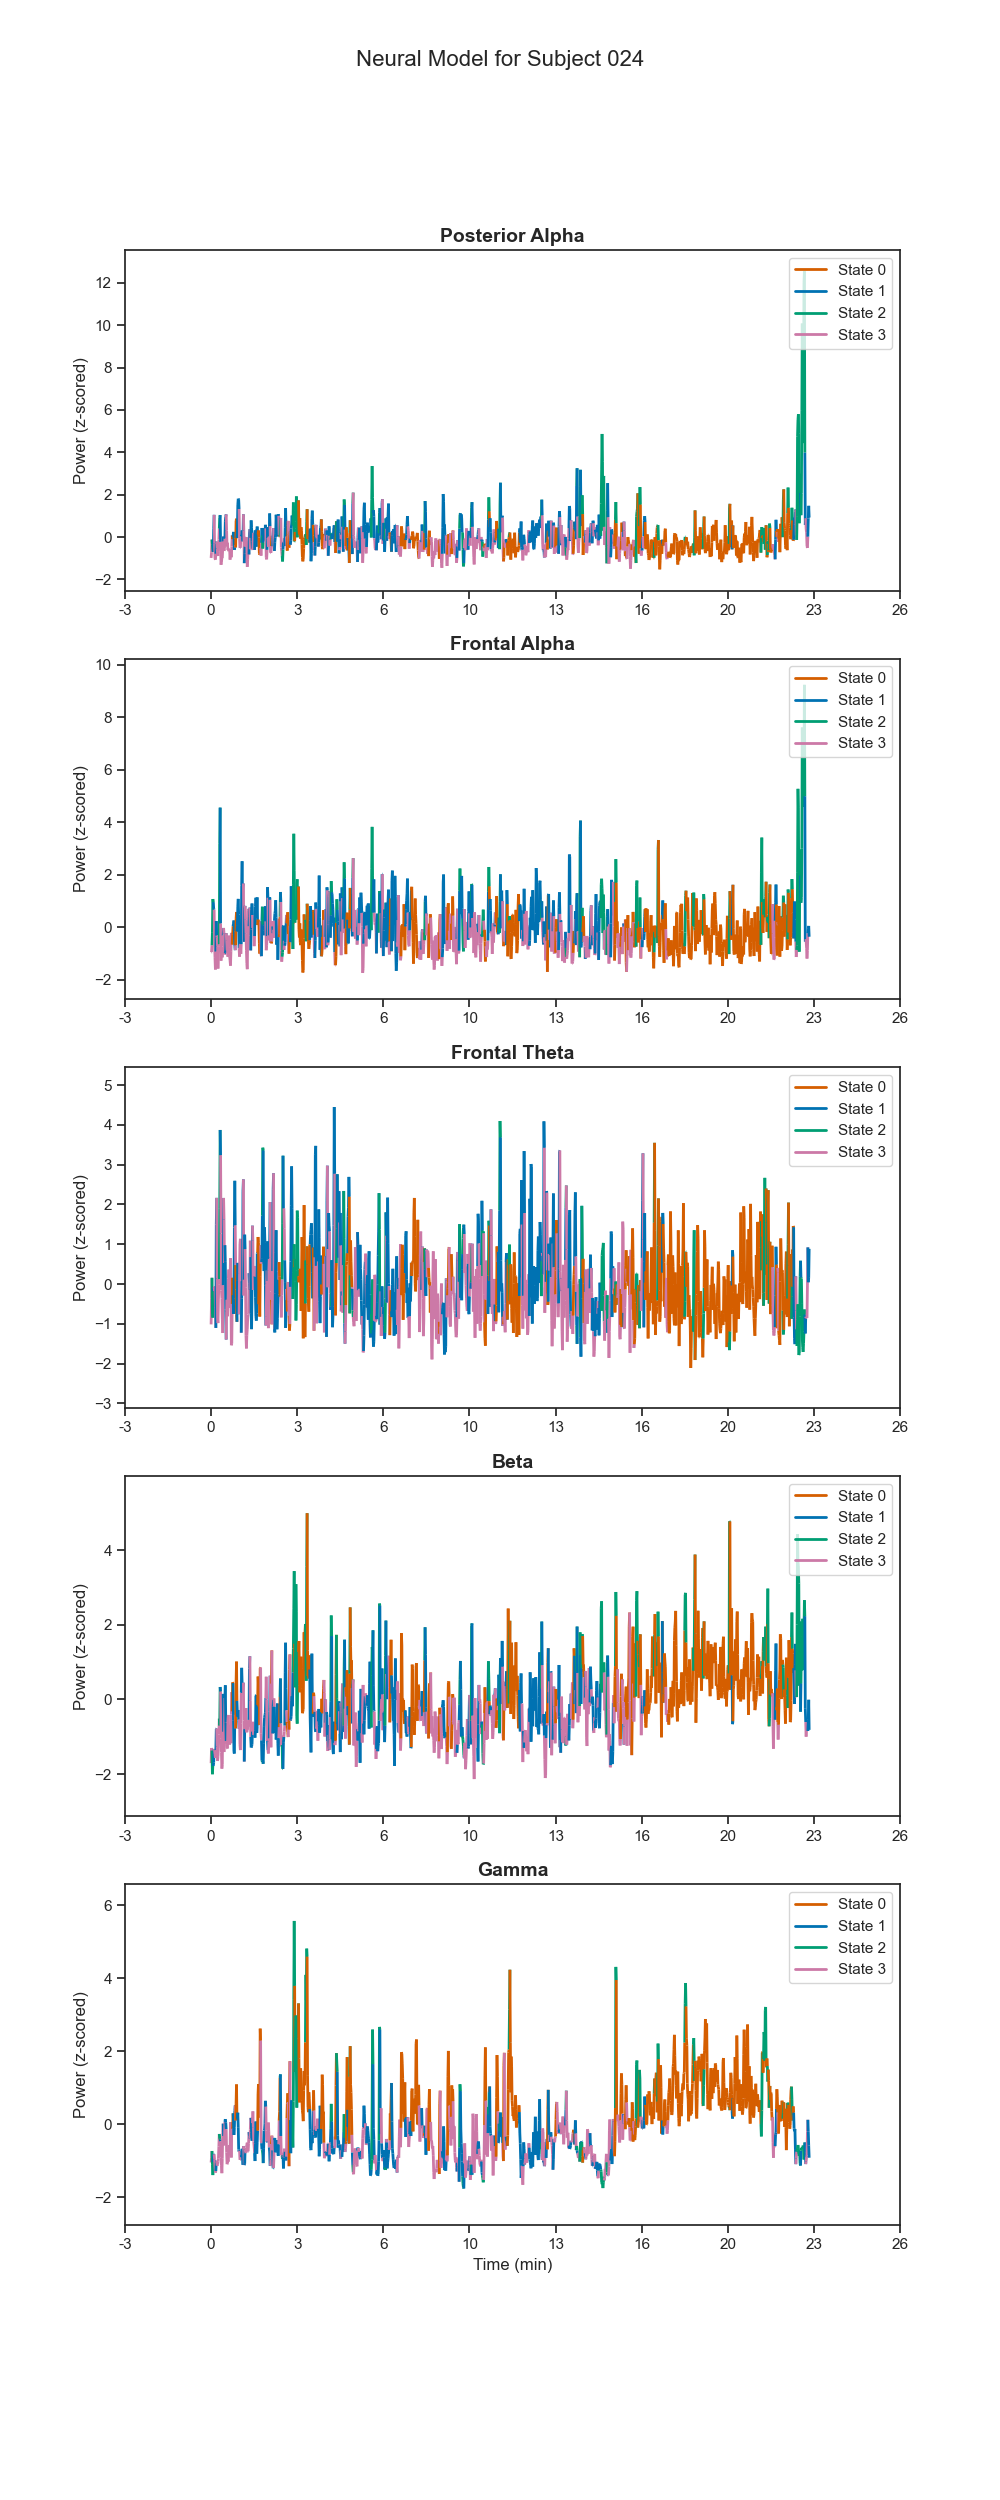 Neural Model for Subject 024
Posterior Alpha
Power (z-scored)
12
10
8
6
4
2
0
−2
-3 0 3 6 10 13 16 20 23 26
State 0
State 1
State 2
State 3
Frontal Alpha
Power (z-scored)
10
8
6
4
2
0
−2
-3 0 3 6 10 13 16 20 23 26
State 0
State 1
State 2
State 3
Frontal Theta
Power (z-scored)
5
4
3
2
1
0
−1
−2
−3
-3 0 3 6 10 13 16 20 23 26
State 0
State 1
State 2
State 3
Beta
Power (z-scored)
4
2
0
−2
-3 0 3 6 10 13 16 20 23 26
State 0
State 1
State 2
State 3
Gamma
Power (z-scored)
6
4
2
0
−2
-3 0 3 6 10 13 16 20 23 26
State 0
State 1
State 2
State 3
Time (min)